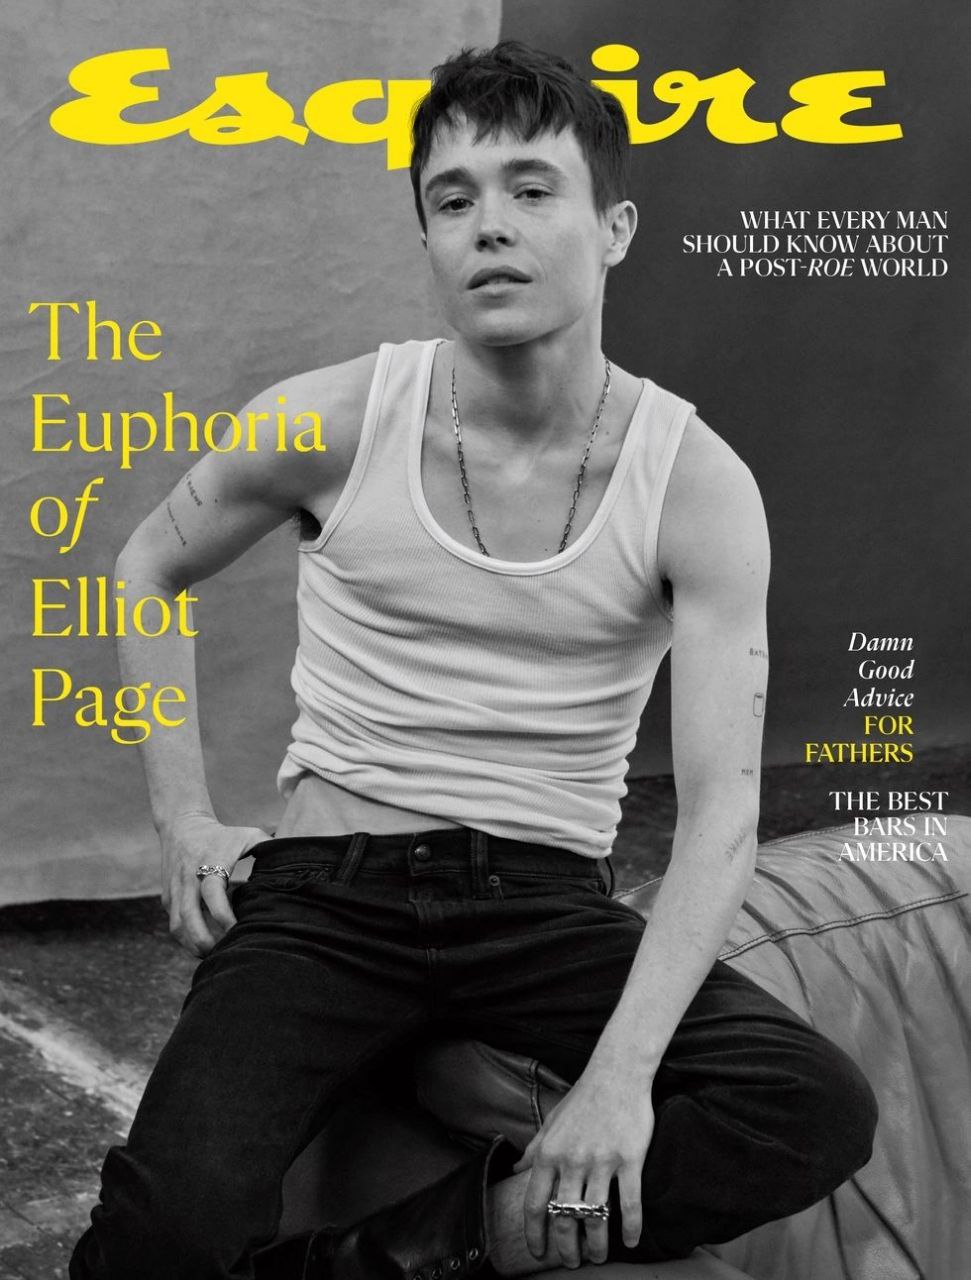 Esquire
WHAT EVERY MAN
SHOULD KNOW ABOUT
A POST-ROE WORLD
The
Euphoria
of
Elliot
Page
Damn
Good
Advice
FOR
FATHERS
THE BEST
BARS IN
AMERICA
MOM